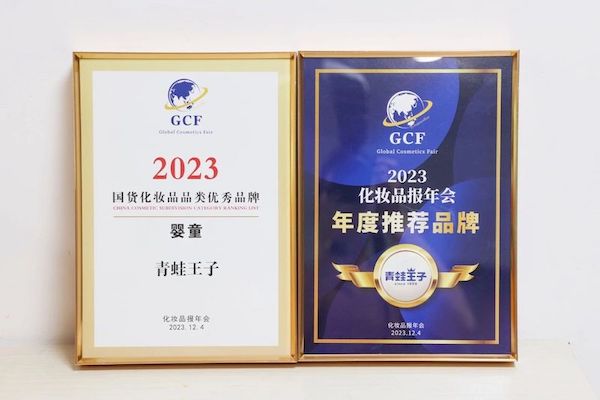 GCF
Global Cosmetics Fair
2023
国货化妆品品类优秀品牌
CHINA COSMETIC SUBDIVISION CATEGORY RANKING LIST
婴童
青蛙王子
化妆品报年会
2023.12.4
GCF
Global Cosmetics Fair
2023
化妆品报年会
年度推荐品牌
青蛙王子
化妆品报年会
2023.12.4